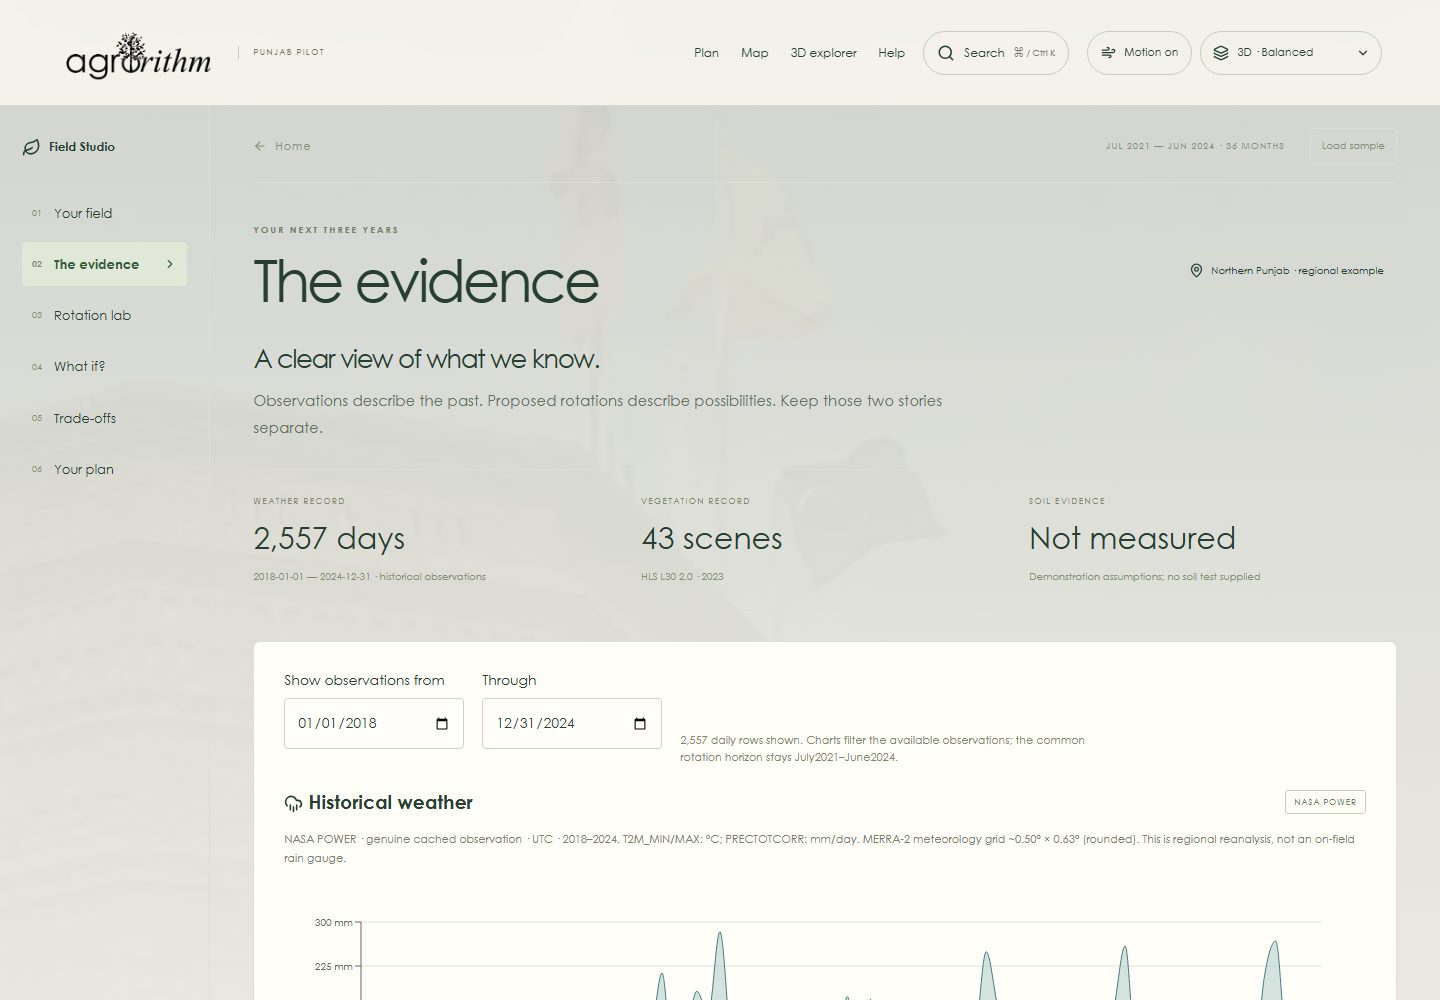 agrorithm
PUNJAB PILOT
Plan
Map
3D explorer
Help
Search ⌘ / Ctrl K
Motion on
3D · Balanced
Field Studio
01 Your field
02 The evidence
03 Rotation lab
04 What if?
05 Trade-offs
06 Your plan
Home
JUL 2021 — JUN 2024 · 36 MONTHS
Load sample
YOUR NEXT THREE YEARS
The evidence
Northern Punjab · regional example
A clear view of what we know.
Observations describe the past. Proposed rotations describe possibilities. Keep those two stories
separate.
WEATHER RECORD
2,557 days
2018-01-01 — 2024-12-31 · historical observations
VEGETATION RECORD
43 scenes
HLS L30 2.0 · 2023
SOIL EVIDENCE
Not measured
Demonstration assumptions; no soil test supplied
Show observations from
01/01/2018
Through
12/31/2024
2,557 daily rows shown. Charts filter the available observations; the common
rotation horizon stays July2021–June2024.
Historical weather
NASA POWER
NASA POWER · genuine cached observation · UTC · 2018–2024. T2M_MIN/MAX: °C; PRECTOTCORR: mm/day. MERRA-2 meteorology grid ~0.50° × 0.63° (rounded). This is regional reanalysis, not an on-field
rain gauge.
300 mm
225 mm